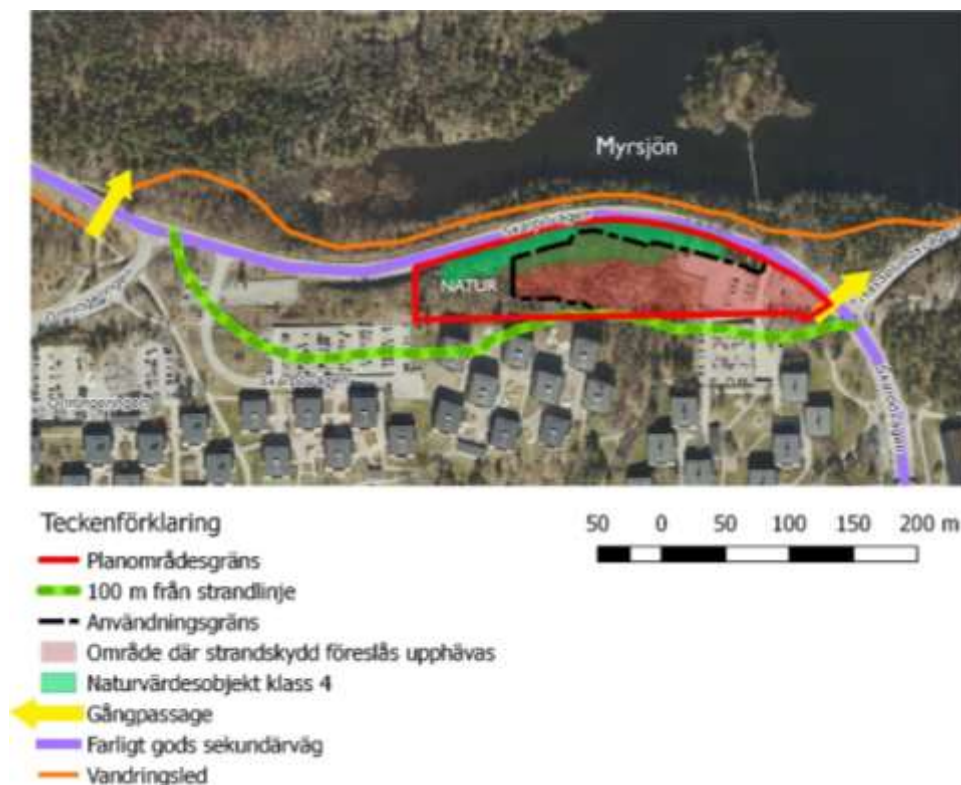 Myrsjön
NATUR
Teckenförklaring
50 0 50 100 150 200 m
Planområdesgräns
100 m från strandlinje
Användningsgräns
Område där strandskydd föreslås upphävas
Naturvärdesobjekt klass 4
Gångpassage
Farligt gods sekundärväg
Vandringsled